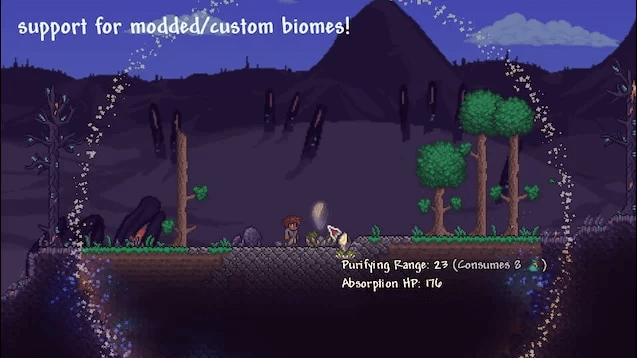 support for modded/custom biomes!
Purifying Range: 23 (Consumes 8 )
Absorption HP: 176